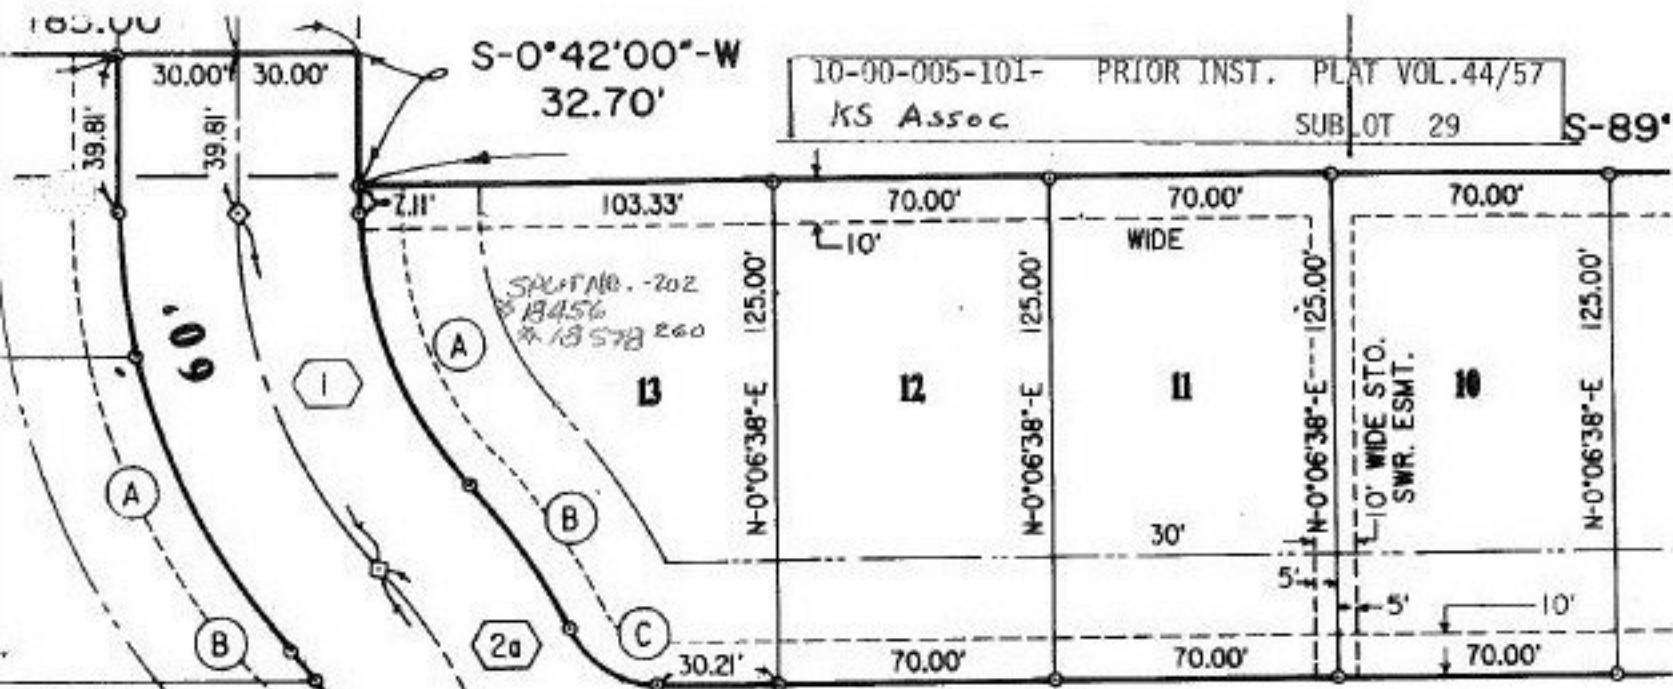 185.00
S-0°42'00"-W
32.70'
10-00-005-101- PRIOR INST. PLAT VOL.44/57
KS Assoc SUBLOT 29
S-89°
30.00' 30.00'
39.81'
39.81'
7.11'
103.33'
70.00'
70.00'
70.00'
10'
WIDE
SPLIT NO. -202
18456
18578 260
60'
1
A
13
12
11
10
125.00'
125.00'
125.00'
125.00'
N-0°06'38"-E
N-0°06'38"-E
N-0°06'38"-E
N-0°06'38"-E
10' WIDE STO.
SWR. ESMT.
A
B
30'
5'
5'
10'
B
2a
C
30.21'
70.00'
70.00'
70.00'